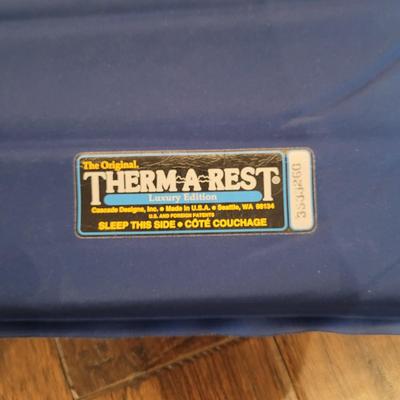 The Original.
THERM-A-REST®
Luxury Edition
Cascade Designs, Inc. • Made in U.S.A. • Seattle, WA 98134
U.S. AND FOREIGN PATENTS
SLEEP THIS SIDE • CÔTÉ COUCHAGE